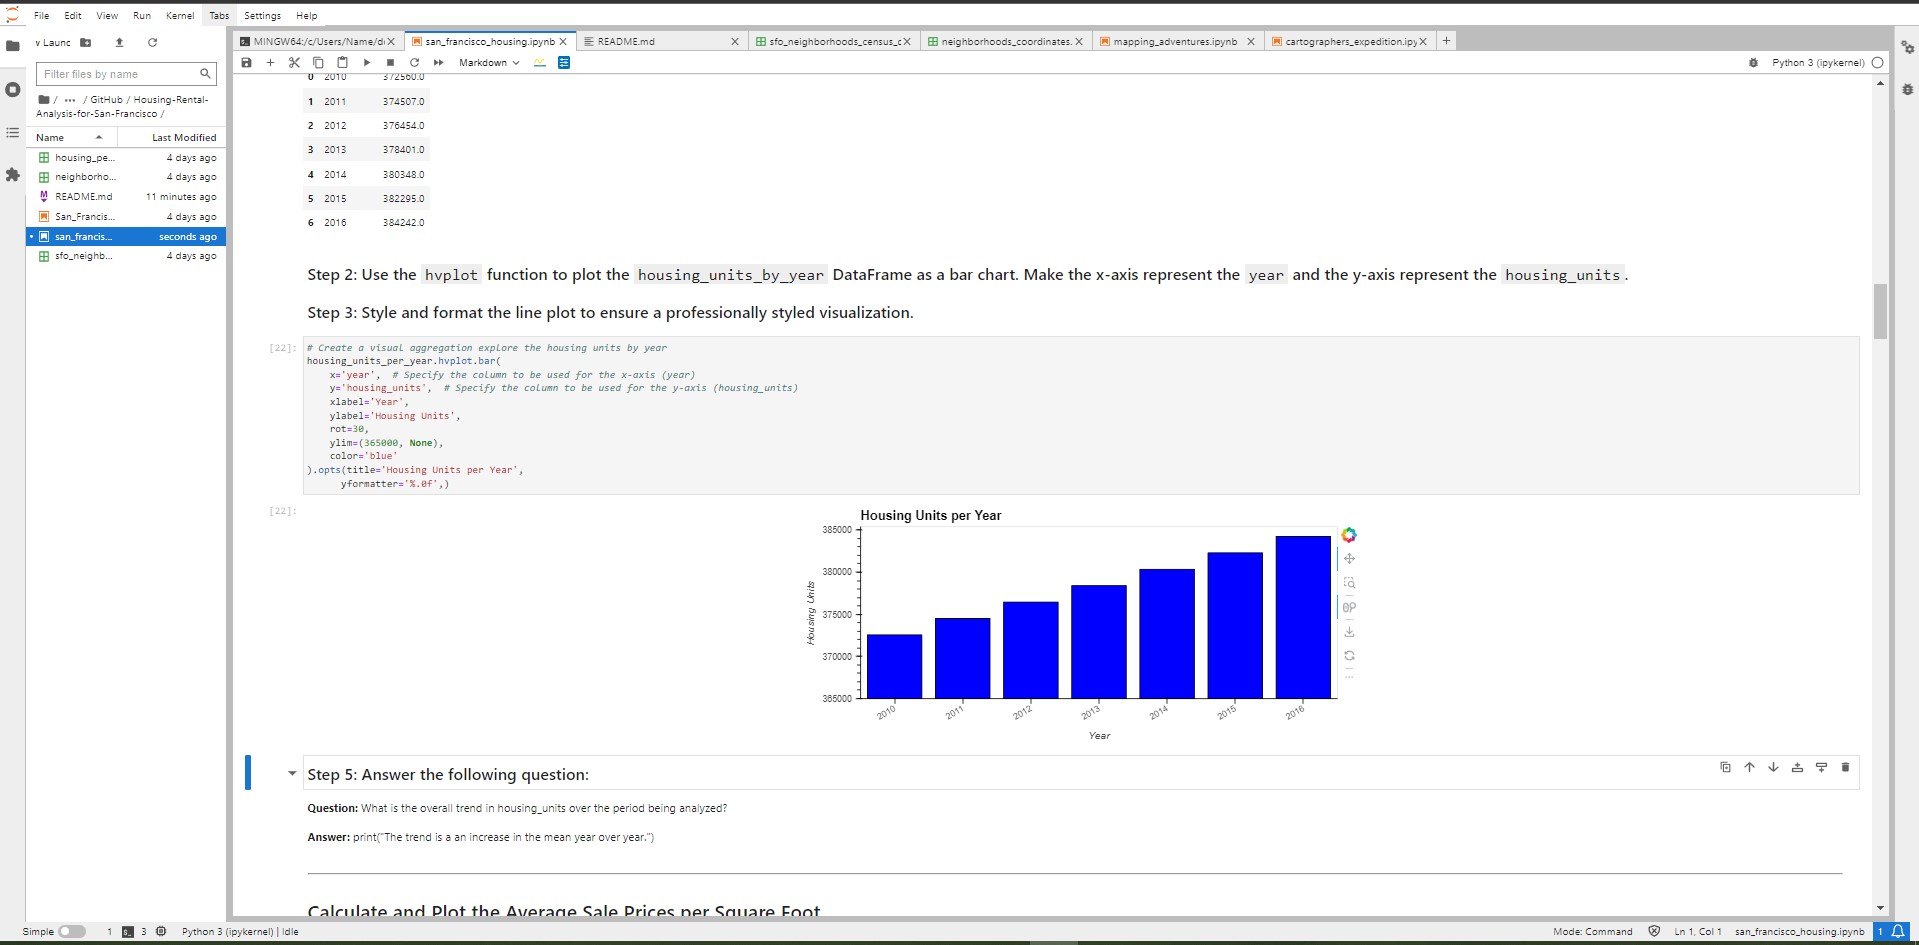 File Edit View Run Kernel Tabs Settings Help
v Launc
MINGW64:/c/Users/Name/d
san_francisco_housing.ipynb
README.md
sfo_neighborhoods_census_c
neighborhoods_coordinates.
mapping_adventures.ipynb
cartographers_expedition.ipy
Filter files by name
Markdown
Python 3 (ipykernel)
/ ··· / GitHub / Housing-Rental-
Analysis-for-San-Francisco /
Name Last Modified
housing_pe... 4 days ago
neighborho... 4 days ago
README.md 11 minutes ago
San_Francis... 4 days ago
san_francis... seconds ago
sfo_neighb... 4 days ago
0 2010 372560.0
1 2011 374507.0
2 2012 376454.0
3 2013 378401.0
4 2014 380348.0
5 2015 382295.0
6 2016 384242.0
Step 2: Use the hvplot function to plot the housing_units_by_year DataFrame as a bar chart. Make the x-axis represent the year and the y-axis represent the housing_units.
Step 3: Style and format the line plot to ensure a professionally styled visualization.
[22]:
# Create a visual aggregation explore the housing units by year
housing_units_per_year.hvplot.bar(
x='year', # Specify the column to be used for the x-axis (year)
y='housing_units', # Specify the column to be used for the y-axis (housing_units)
xlabel='Year',
ylabel='Housing Units',
rot=30,
ylim=(365000, None),
color='blue'
).opts(title='Housing Units per Year',
yformatter='%.0f',)
[22]:
Housing Units per Year
385000
380000
375000
370000
365000
Housing Units
2010 2011 2012 2013 2014 2015 2016
Year
Step 5: Answer the following question:
Question: What is the overall trend in housing_units over the period being analyzed?
Answer: print("The trend is a an increase in the mean year over year.")
Calculate and Plot the Average Sale Prices per Square Foot
Simple 1 3 Python 3 (ipykernel) | Idle
Mode: Command Ln 1, Col 1 san_francisco_housing.ipynb 1